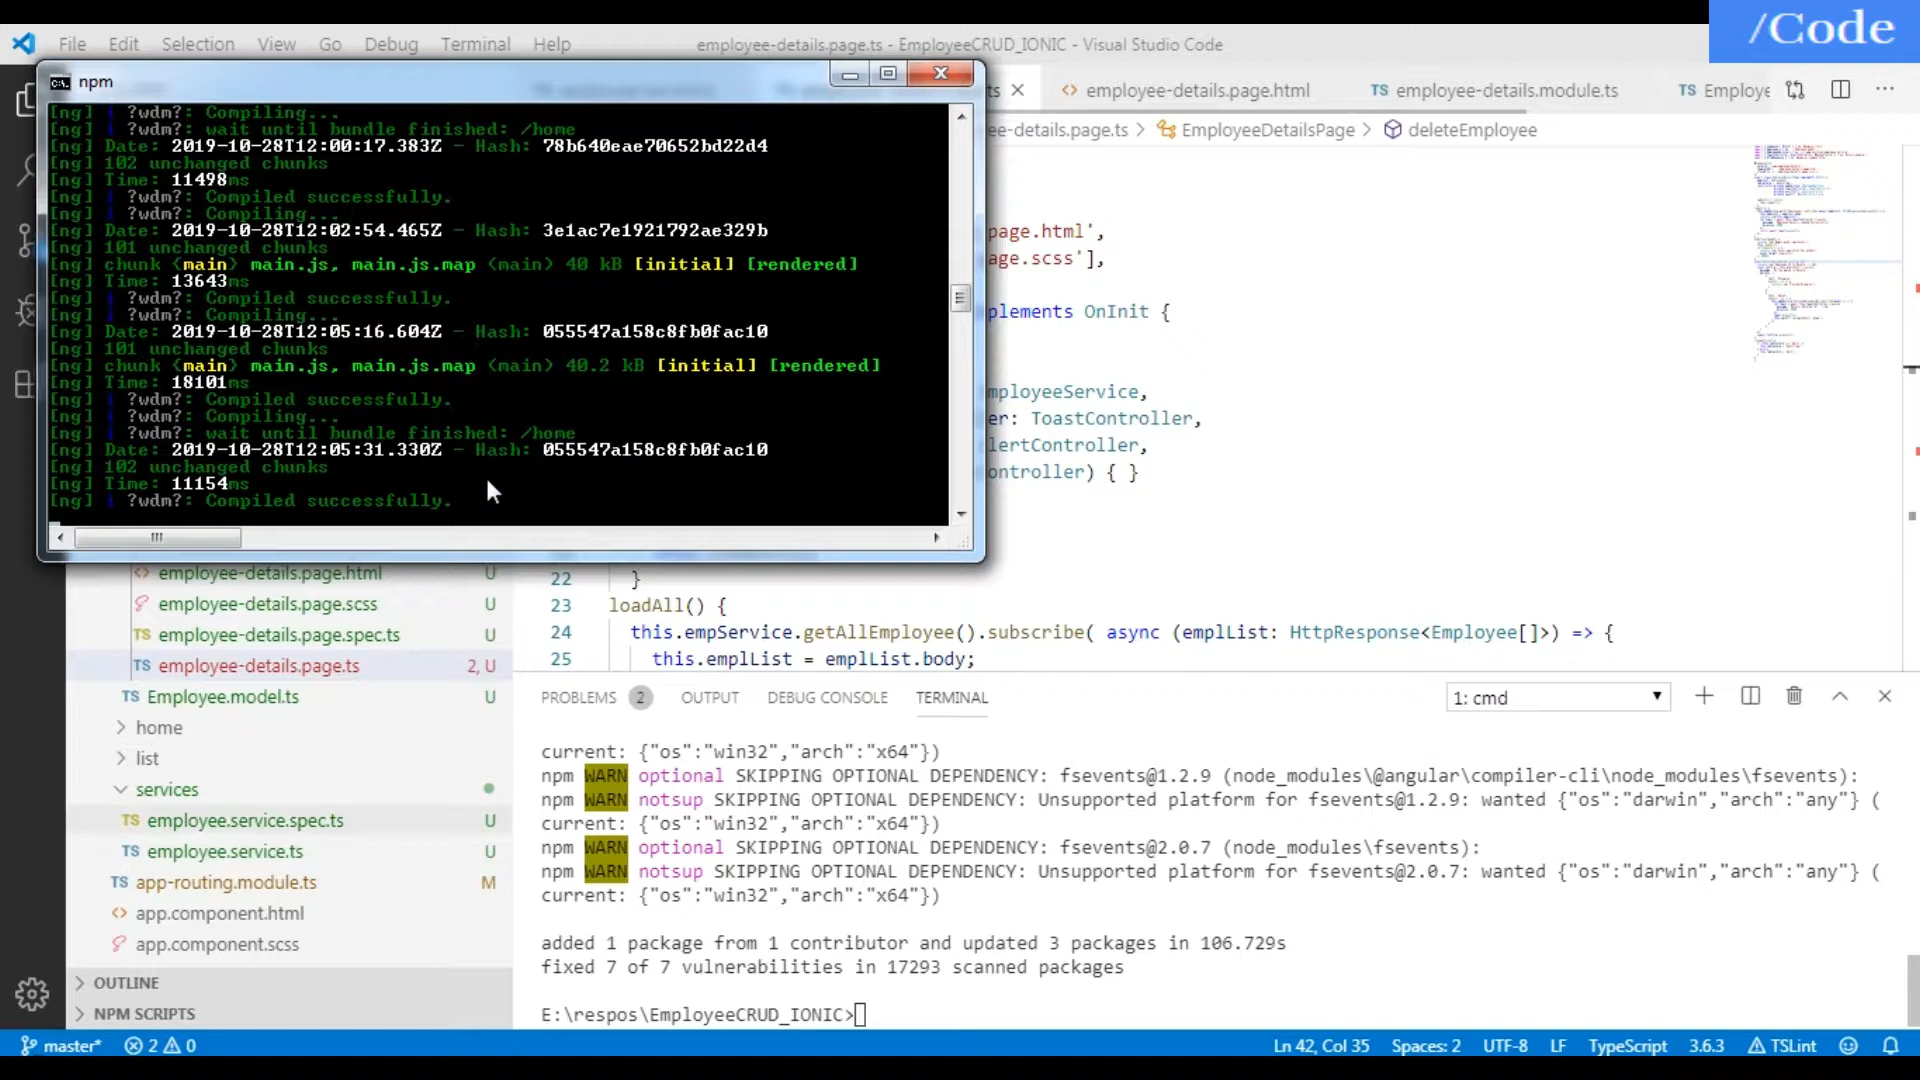 /Code
File Edit Selection View Go Debug Terminal Help
employee-details.page.ts - EmployeeCRUD_IONIC - Visual Studio Code
C:\. npm
[ng] ?wdm?: Compiling...
[ng] ?wdm?: wait until bundle finished: /home
[ng] Date: 2019-10-28T12:00:17.383Z - Hash: 78b640eae70652bd22d4
[ng] 102 unchanged chunks
[ng] Time: 11498ms
[ng] ?wdm?: Compiled successfully.
[ng] ?wdm?: Compiling...
[ng] Date: 2019-10-28T12:02:54.465Z - Hash: 3e1ac7e1921792ae329b
[ng] 101 unchanged chunks
[ng] chunk {main} main.js, main.js.map (main) 40 kB [initial] [rendered]
[ng] Time: 13643ms
[ng] ?wdm?: Compiled successfully.
[ng] ?wdm?: Compiling...
[ng] Date: 2019-10-28T12:05:16.604Z - Hash: 055547a158c8fb0fac10
[ng] 101 unchanged chunks
[ng] chunk {main} main.js, main.js.map (main) 40.2 kB [initial] [rendered]
[ng] Time: 18101ms
[ng] ?wdm?: Compiled successfully.
[ng] ?wdm?: Compiling...
[ng] ?wdm?: wait until bundle finished: /home
[ng] Date: 2019-10-28T12:05:31.330Z - Hash: 055547a158c8fb0fac10
[ng] 102 unchanged chunks
[ng] Time: 11154ms
[ng] ?wdm?: Compiled successfully.
ts <> employee-details.page.html TS employee-details.module.ts TS Employe
ee-details.page.ts > EmployeeDetailsPage > deleteEmployee
page.html',
age.scss'],
plements OnInit {
mployeeService,
er: ToastController,
lertController,
ontroller) { }
22 }
23 loadAll() {
24 this.empService.getAllEmployee().subscribe( async (emplList: HttpResponse<Employee[]>) => {
25 this.emplList = emplList.body;
<> employee-details.page.html U
employee-details.page.scss U
TS employee-details.page.spec.ts U
TS employee-details.page.ts 2, U
TS Employee.model.ts U
home
list
services
TS employee.service.spec.ts U
TS employee.service.ts U
TS app-routing.module.ts M
<> app.component.html
app.component.scss
OUTLINE
NPM SCRIPTS
PROBLEMS 2 OUTPUT DEBUG CONSOLE TERMINAL 1: cmd
current: {"os":"win32","arch":"x64"})
npm WARN optional SKIPPING OPTIONAL DEPENDENCY: fsevents@1.2.9 (node_modules\@angular\compiler-cli\node_modules\fsevents):
npm WARN notsup SKIPPING OPTIONAL DEPENDENCY: Unsupported platform for fsevents@1.2.9: wanted {"os":"darwin","arch":"any"} (
current: {"os":"win32","arch":"x64"})
npm WARN optional SKIPPING OPTIONAL DEPENDENCY: fsevents@2.0.7 (node_modules\fsevents):
npm WARN notsup SKIPPING OPTIONAL DEPENDENCY: Unsupported platform for fsevents@2.0.7: wanted {"os":"darwin","arch":"any"} (
current: {"os":"win32","arch":"x64"})
added 1 package from 1 contributor and updated 3 packages in 106.729s
fixed 7 of 7 vulnerabilities in 17293 scanned packages
E:\respos\EmployeeCRUD_IONIC>
master* 2 0 Ln 42, Col 35 Spaces: 2 UTF-8 LF TypeScript 3.6.3 TSLint